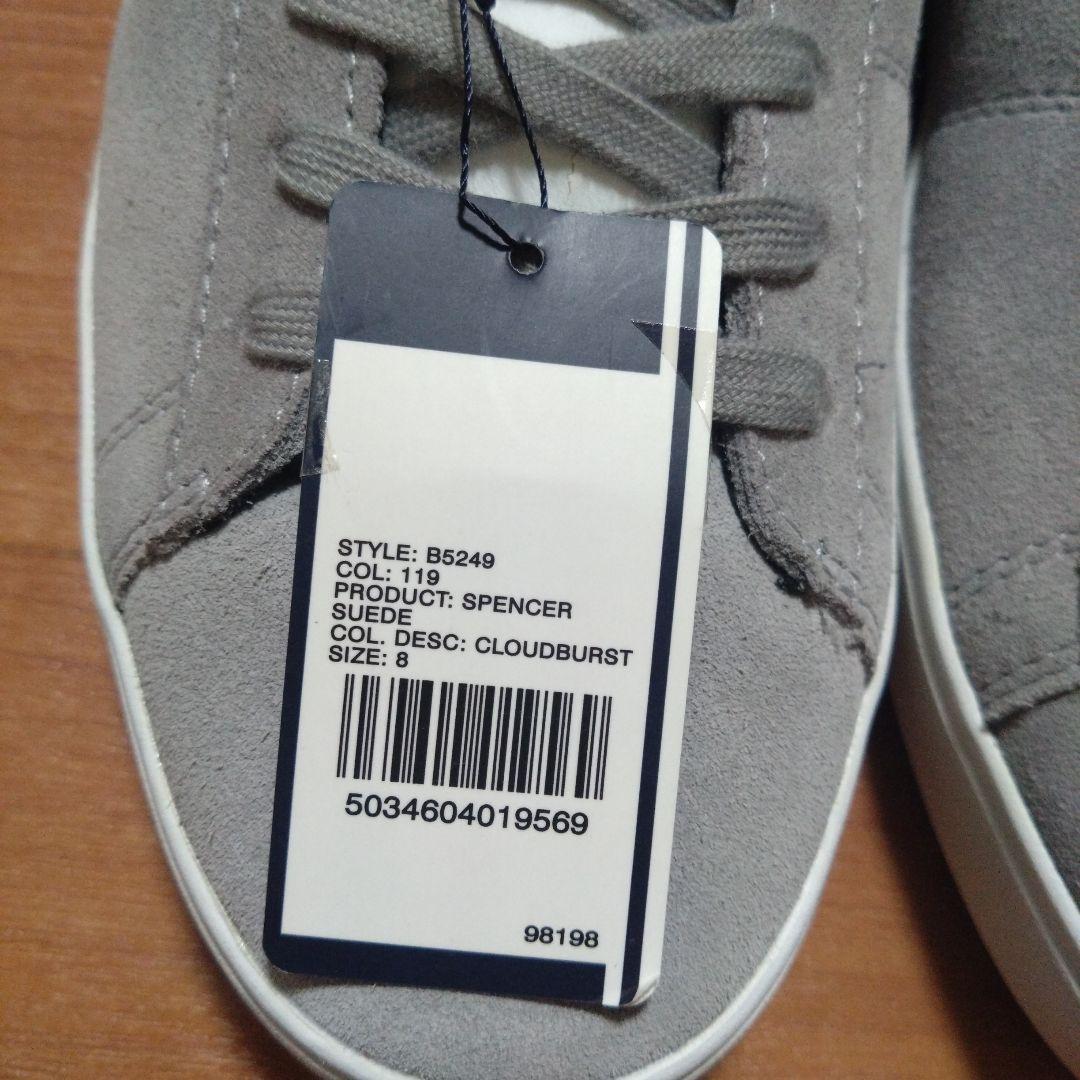 STYLE: B5249
COL: 119
PRODUCT: SPENCER
SUEDE
COL. DESC: CLOUDBURST
SIZE: 8
5034604019569
98198